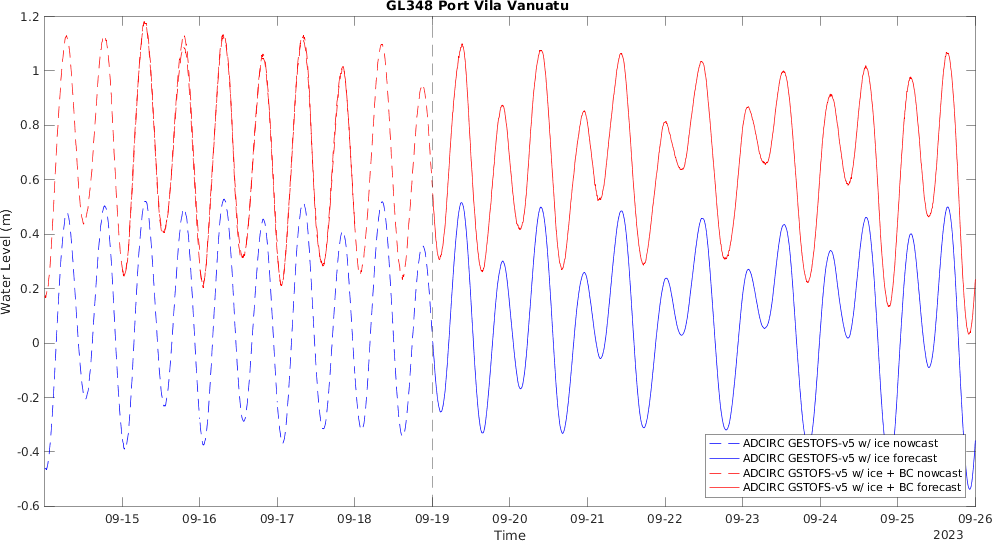 GL348 Port Vila Vanuatu
1.2
1
0.8
0.6
0.4
0.2
0
-0.2
-0.4
-0.6
Water Level (m)
ADCIRC GESTOFS-v5 w/ ice nowcast
ADCIRC GESTOFS-v5 w/ ice forecast
ADCIRC GSTOFS-v5 w/ ice + BC nowcast
ADCIRC GSTOFS-v5 w/ ice + BC forecast
09-15 09-16 09-17 09-18 09-19 09-20 09-21 09-22 09-23 09-24 09-25 09-26
Time
2023